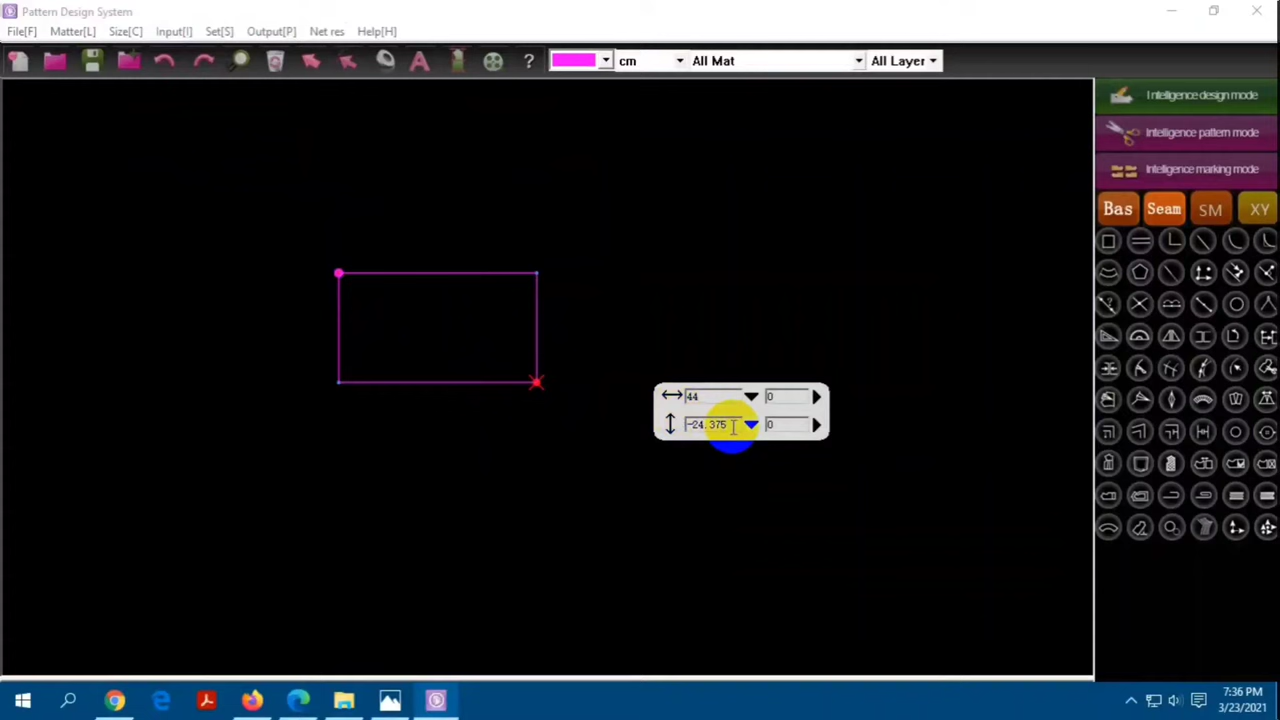 Pattern Design System
File[F] Matter[L] Size[C] Input[I] Set[S] Output[P] Net res Help[H]
A ? cm All Mat All Layer
Intelligence design mode
Intelligence pattern mode
Intelligence marking mode
Bas Seam SM XY
44 0
-24.375 0
7:36 PM
3/23/2021